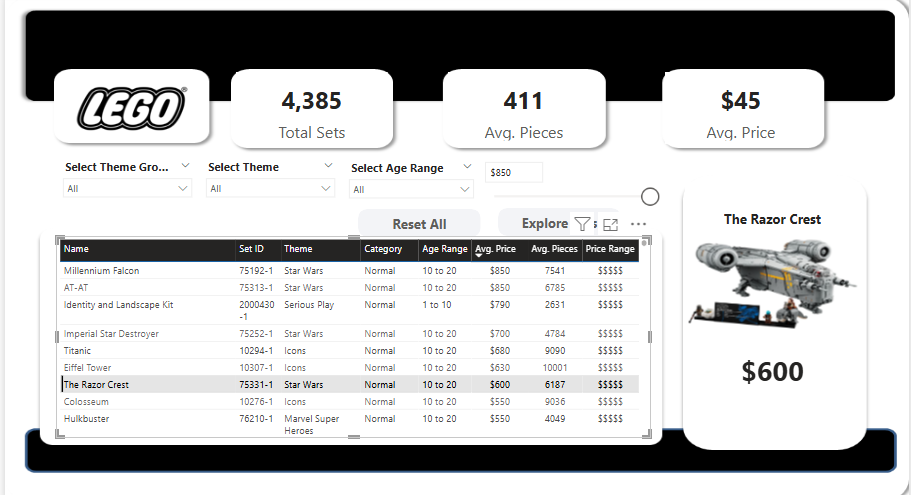 LEGO®
4,385
Total Sets
411
Avg. Pieces
$45
Avg. Price
Select Theme Gro...
All
Select Theme
All
Select Age Range
All
$850
Reset All
Explore
Name Set ID Theme Category Age Range Avg. Price Avg. Pieces Price Range
Millennium Falcon 75192-1 Star Wars Normal 10 to 20 $850 7541 $$$$$
AT-AT 75313-1 Star Wars Normal 10 to 20 $850 6785 $$$$$
Identity and Landscape Kit 2000430 Serious Play Normal 1 to 10 $790 2631 $$$$$
-1
Imperial Star Destroyer 75252-1 Star Wars Normal 10 to 20 $700 4784 $$$$$
Titanic 10294-1 Icons Normal 10 to 20 $680 9090 $$$$$
Eiffel Tower 10307-1 Icons Normal 10 to 20 $630 10001 $$$$$
The Razor Crest 75331-1 Star Wars Normal 10 to 20 $600 6187 $$$$$
Colosseum 10276-1 Icons Normal 10 to 20 $550 9036 $$$$$
Hulkbuster 76210-1 Marvel Super Normal 10 to 20 $550 4049 $$$$$
Heroes
The Razor Crest
$600